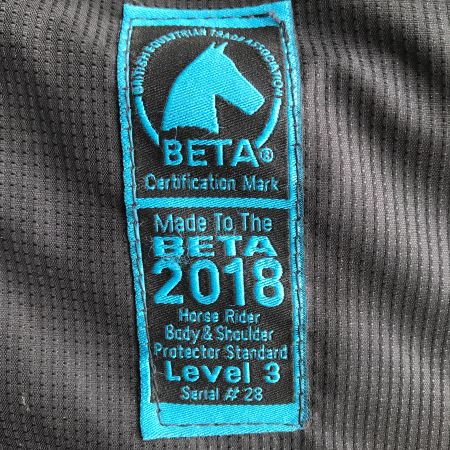 BRITISH EQUESTRIAN TRADE ASSOCIATION
BETA®
Certification Mark
Made To The
BETA
2018
Horse Rider
Body & Shoulder
Protector Standard
Level 3
Serial # 28